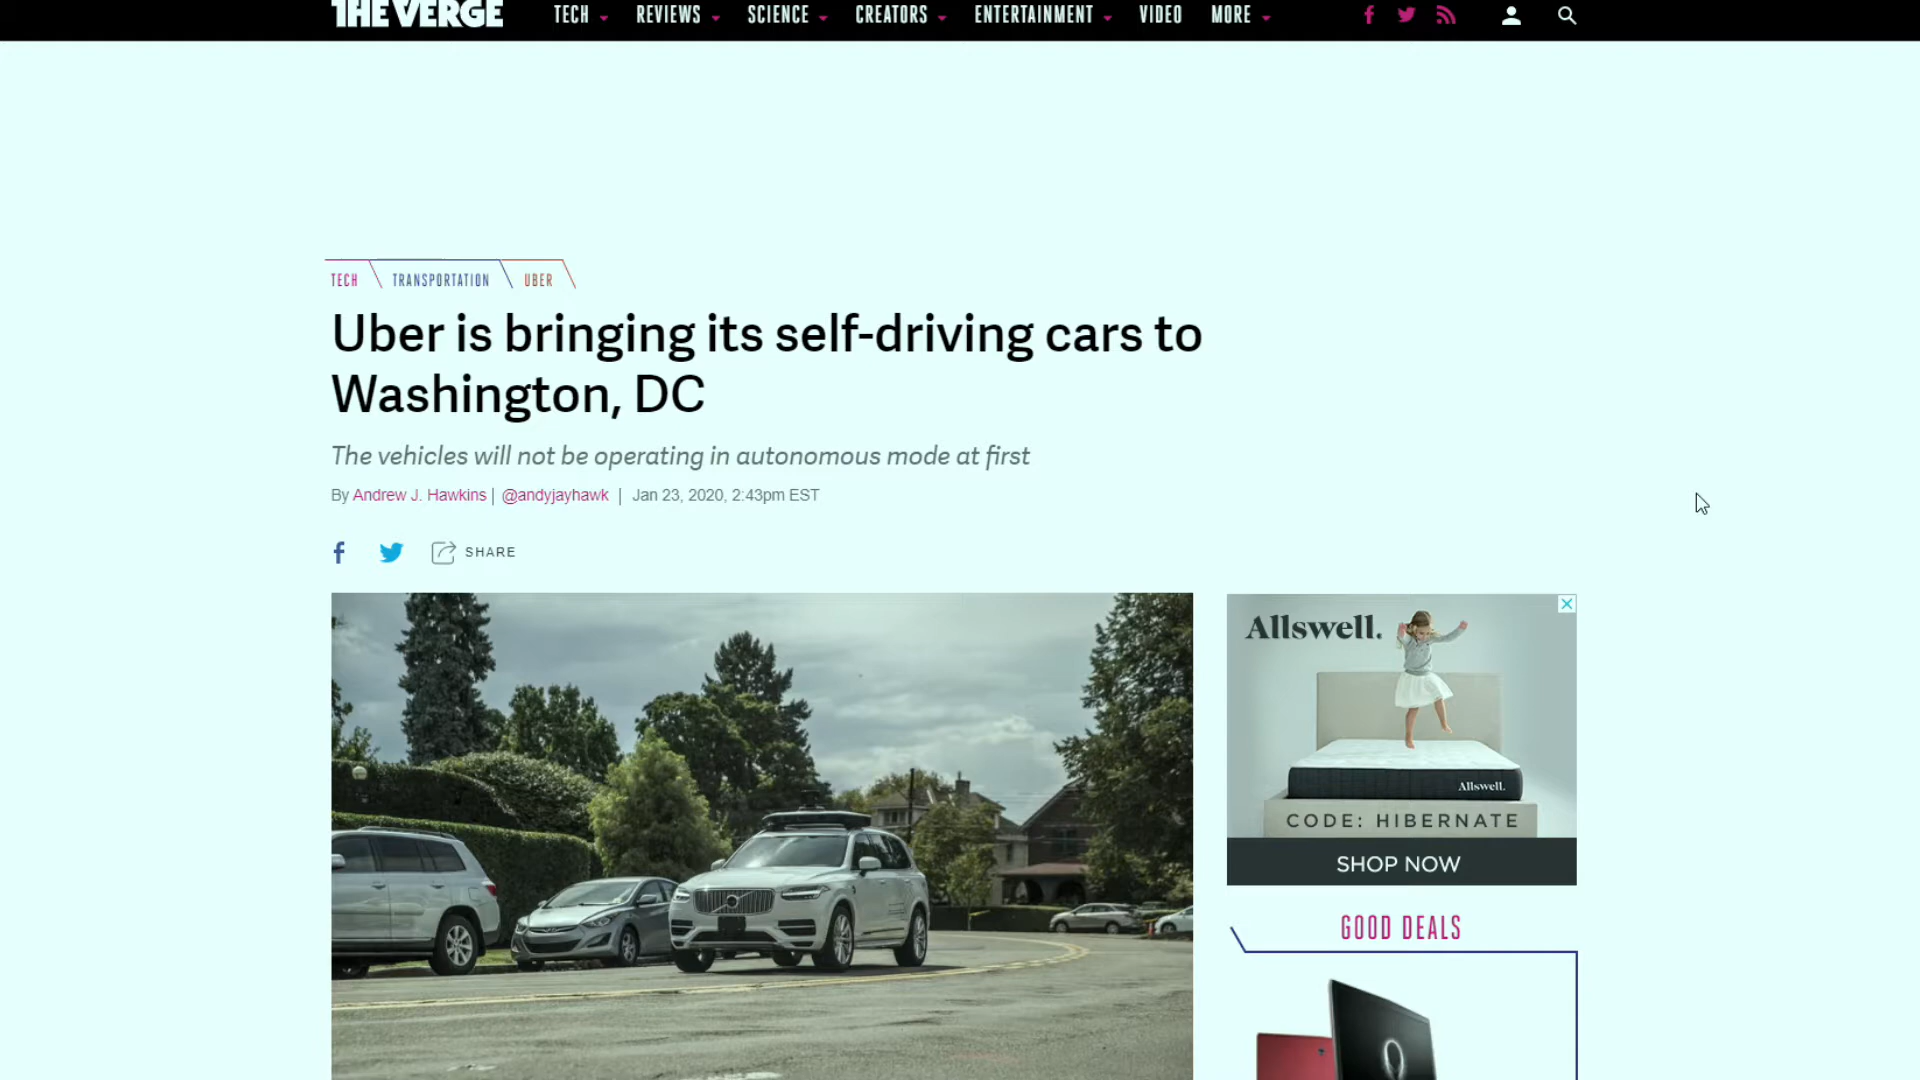 THE VERGE
TECH REVIEWS SCIENCE CREATORS ENTERTAINMENT VIDEO MORE
TECH TRANSPORTATION UBER
Uber is bringing its self-driving cars to
Washington, DC
The vehicles will not be operating in autonomous mode at first
By Andrew J. Hawkins | @andyjayhawk | Jan 23, 2020, 2:43pm EST
SHARE
Allswell.
Allswell.
CODE: HIBERNATE
SHOP NOW
GOOD DEALS